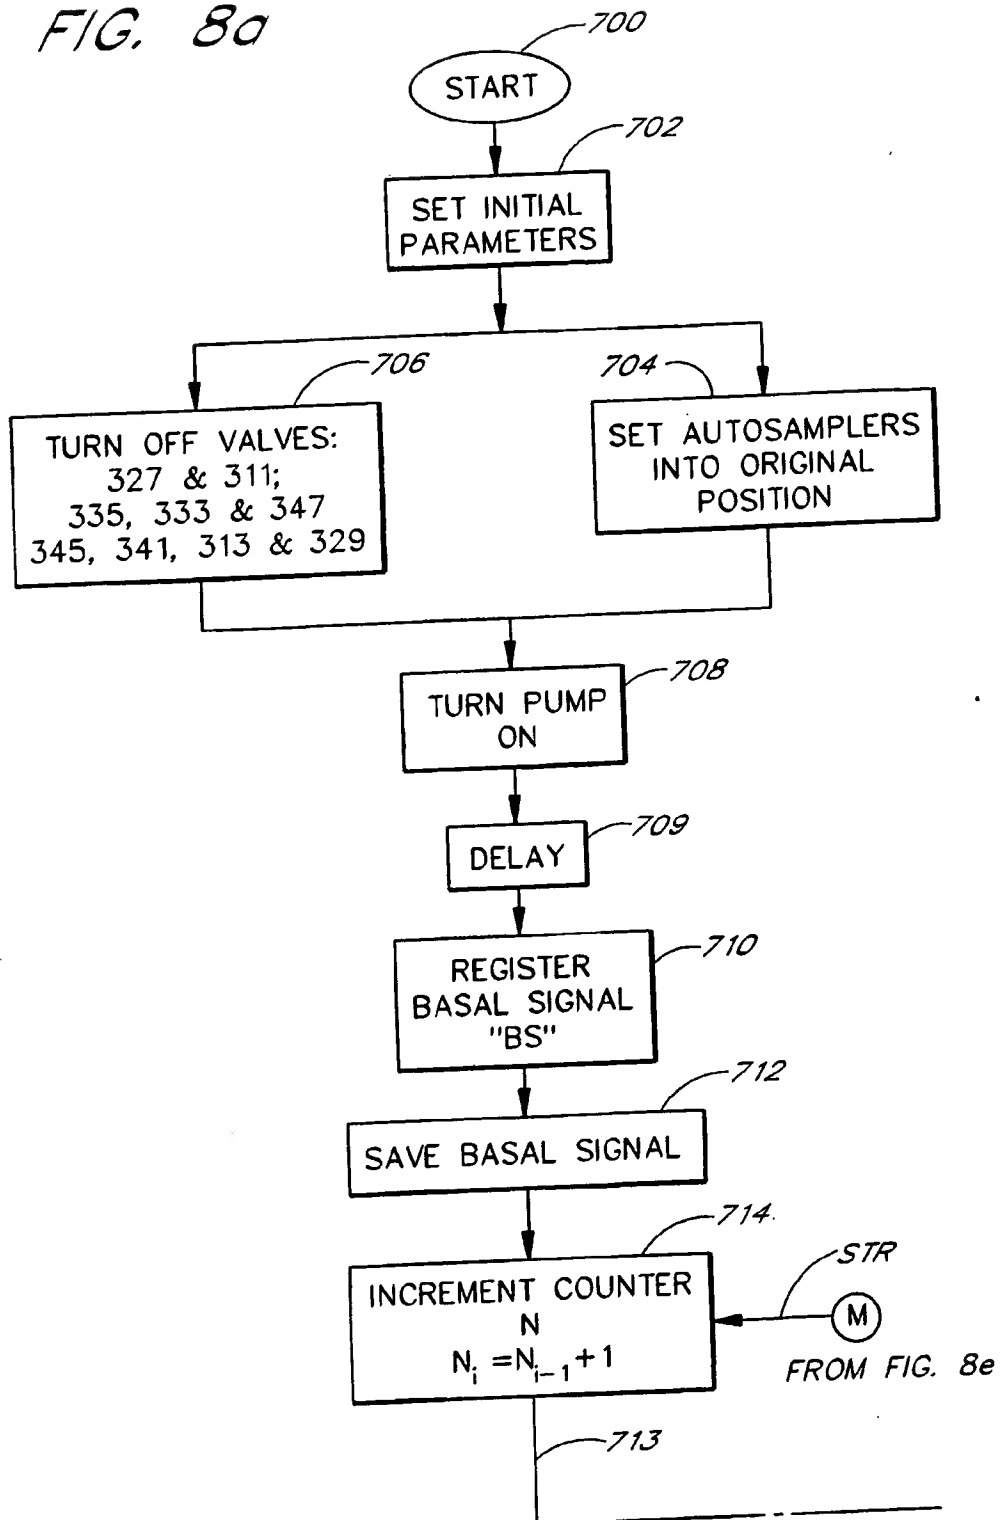 FIG. 8a
700
START
702
SET INITIAL
PARAMETERS
706
TURN OFF VALVES:
327 & 311;
335, 333 & 347
345, 341, 313 & 329
704
SET AUTOSAMPLERS
INTO ORIGINAL
POSITION
708
TURN PUMP
ON
709
DELAY
710
REGISTER
BASAL SIGNAL
"BS"
712
SAVE BASAL SIGNAL
714
INCREMENT COUNTER
N
Nᵢ = Nᵢ₋₁ + 1
STR
M
FROM FIG. 8e
713